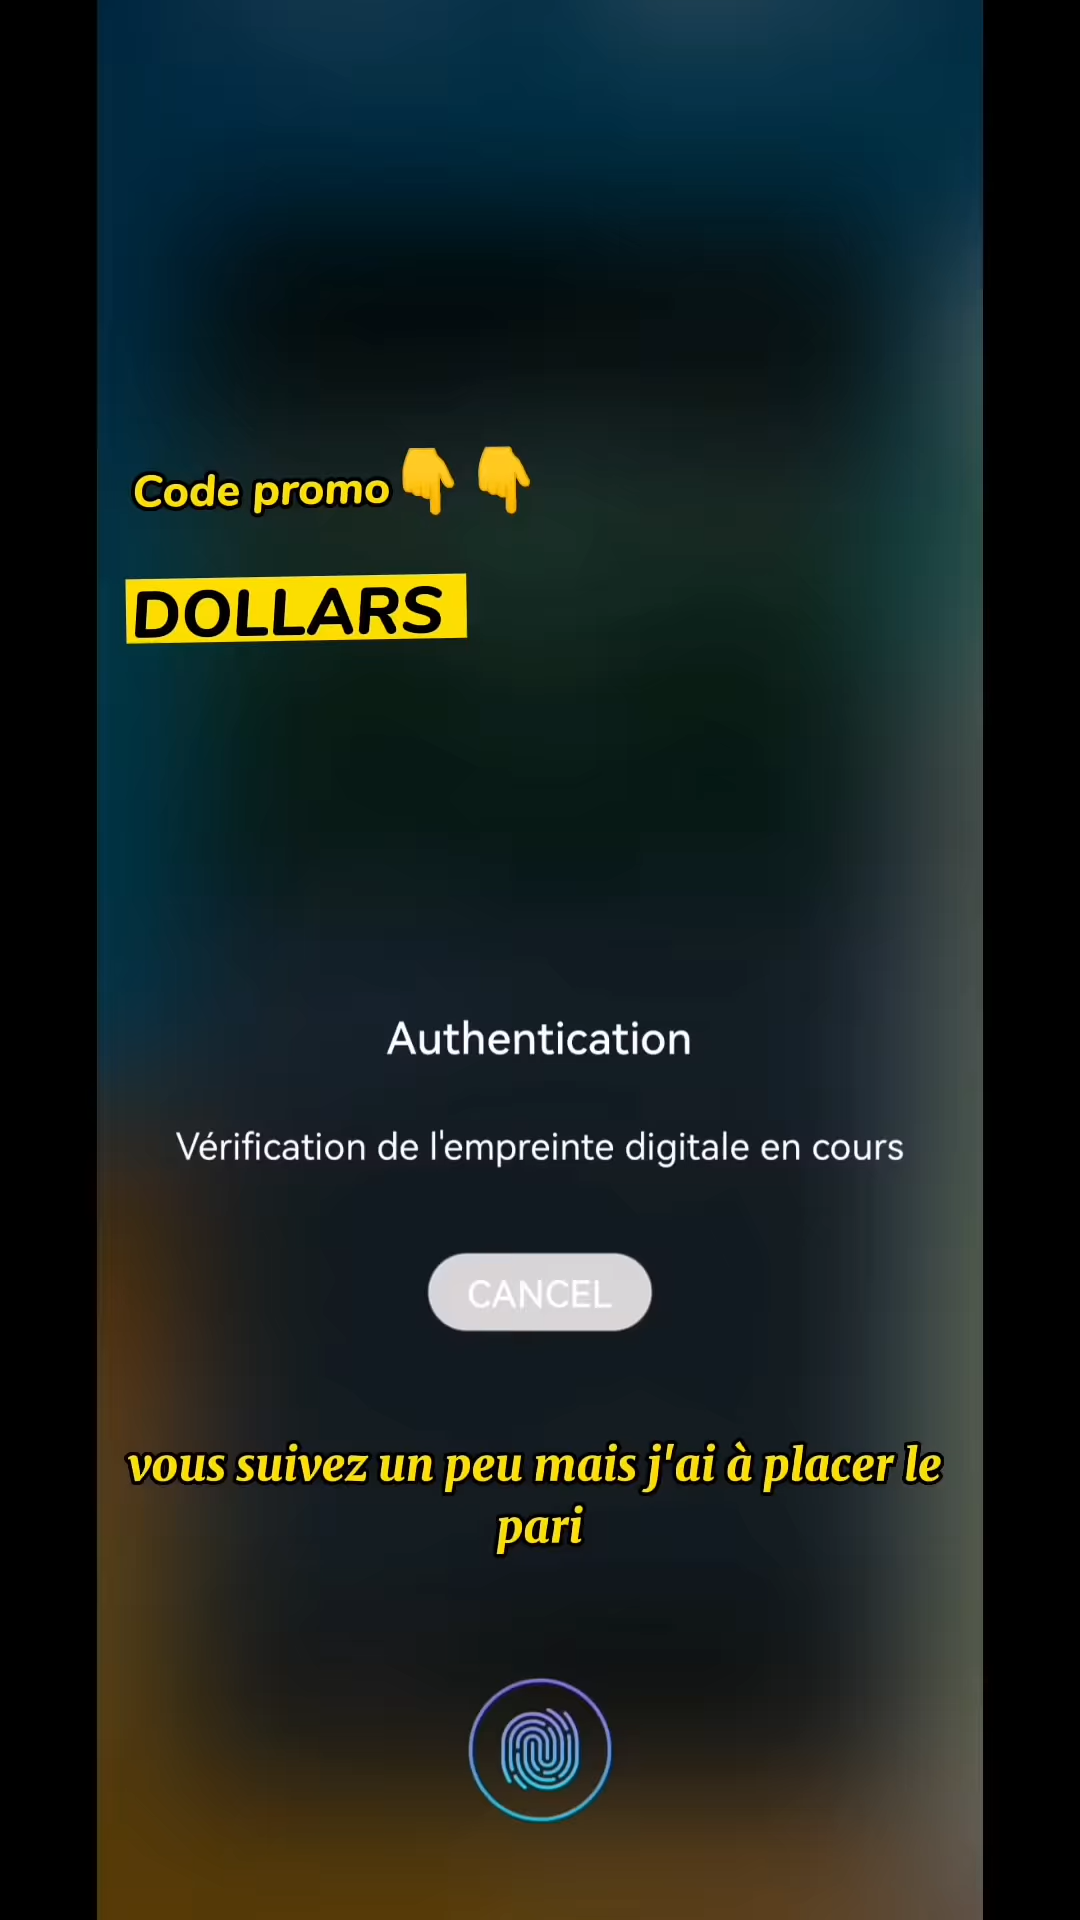 Code promo👇👇
DOLLARS
Authentication
Vérification de l'empreinte digitale en cours
CANCEL
vous suivez un peu mais j'ai à placer le
pari